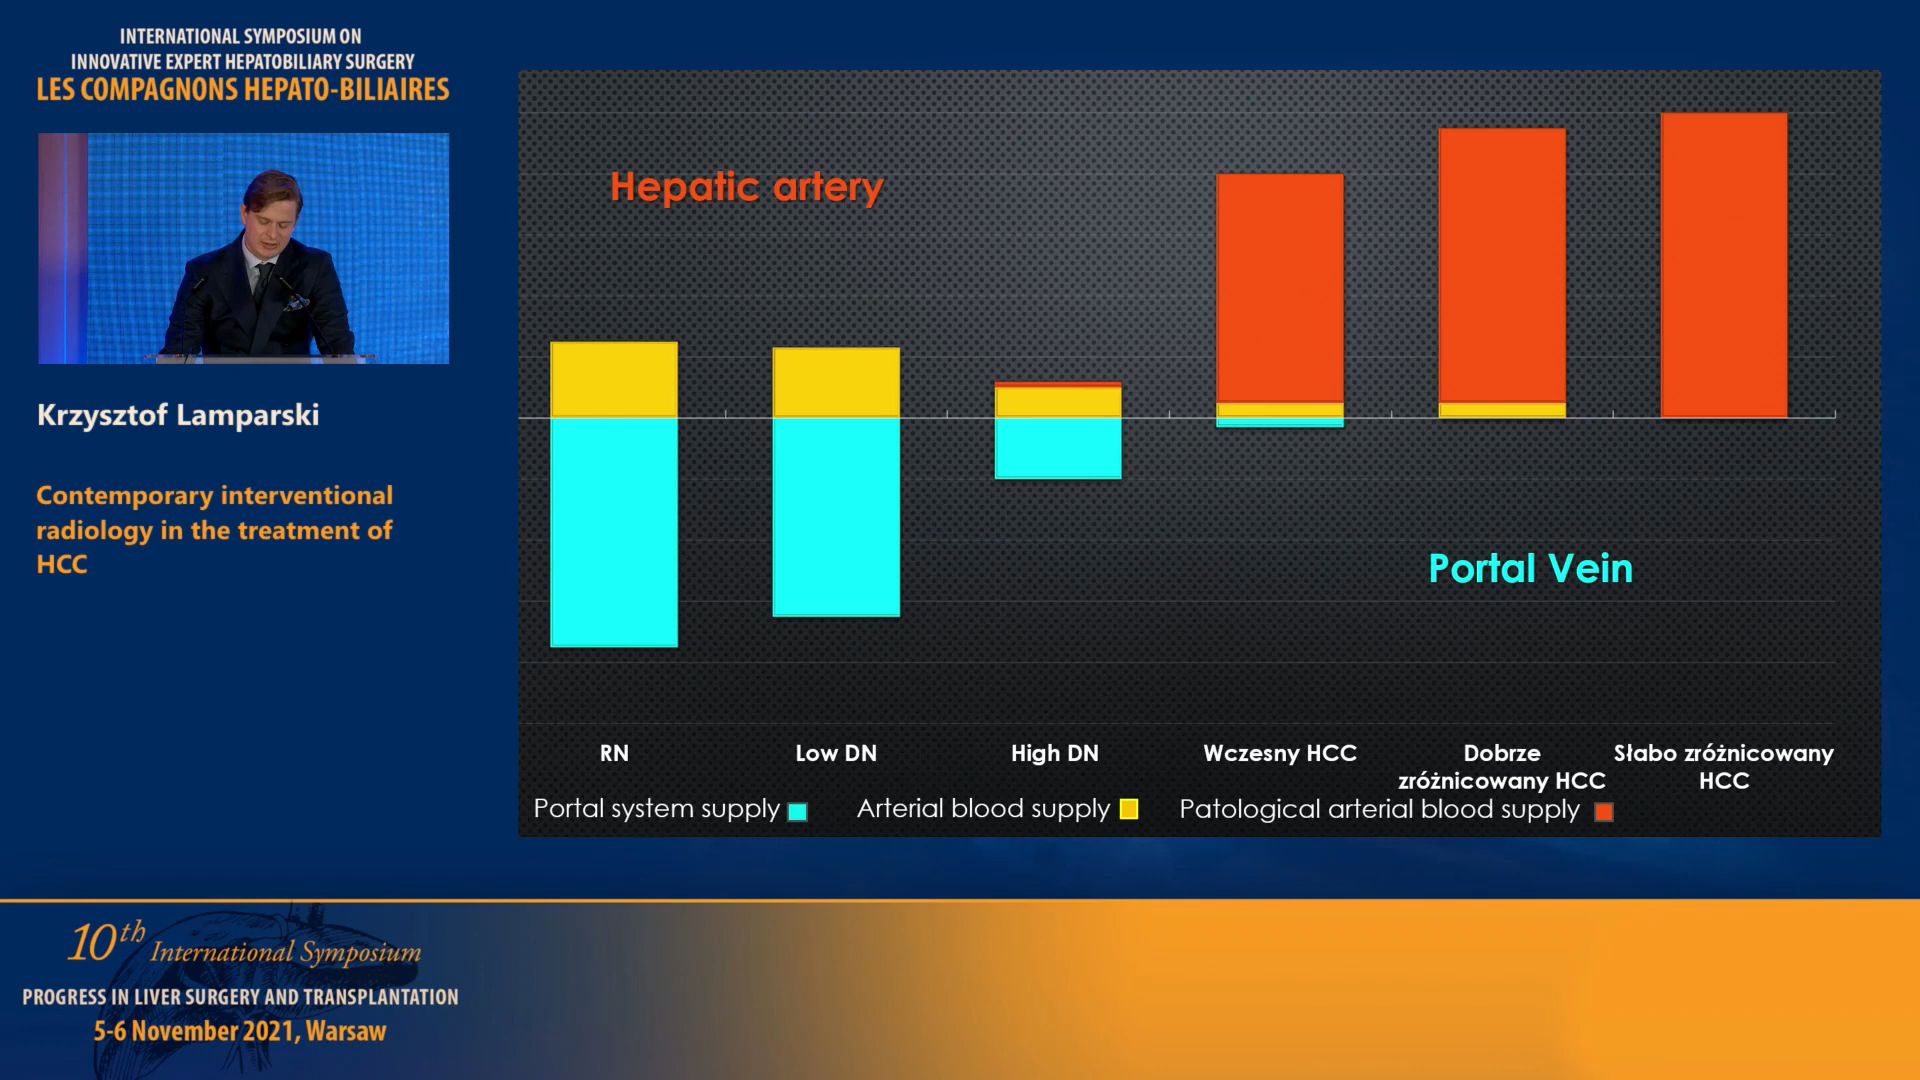 INTERNATIONAL SYMPOSIUM ON
INNOVATIVE EXPERT HEPATOBILIARY SURGERY
LES COMPAGNONS HEPATO-BILIAIRES
Krzysztof Lamparski
Contemporary interventional
radiology in the treatment of
HCC
Hepatic artery
Portal Vein
RN
Low DN
High DN
Wczesny HCC
Dobrze
zróżnicowany HCC
Słabo zróżnicowany
HCC
Portal system supply
Arterial blood supply
Patological arterial blood supply
10th International Symposium
PROGRESS IN LIVER SURGERY AND TRANSPLANTATION
5-6 November 2021, Warsaw